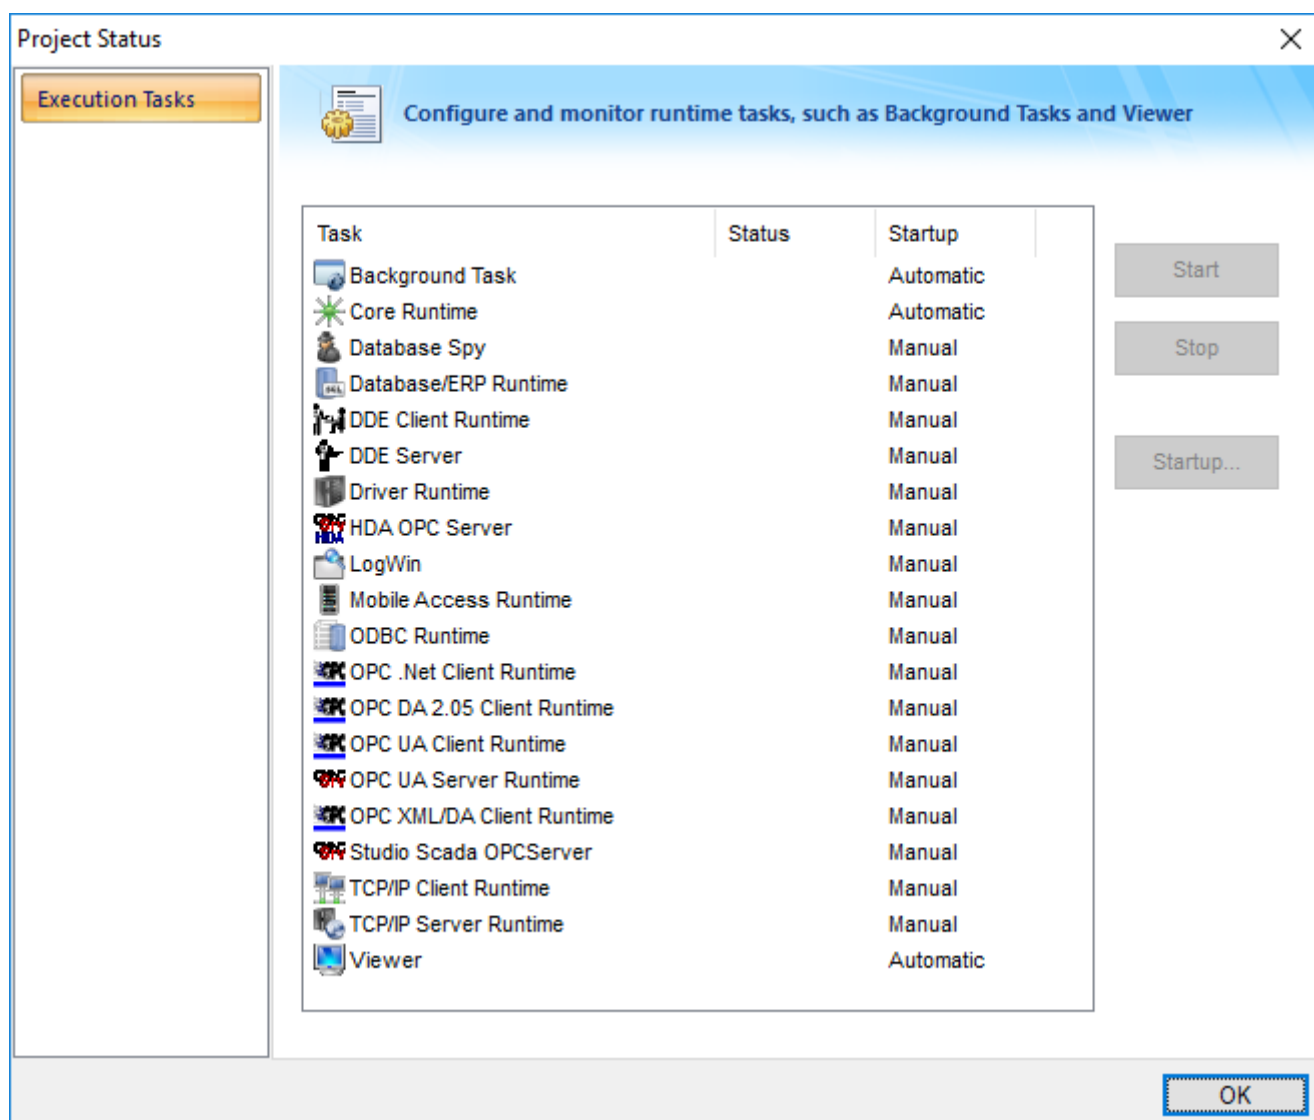 Project Status
Execution Tasks
Configure and monitor runtime tasks, such as Background Tasks and Viewer
Task Status Startup
Background Task Automatic
Core Runtime Automatic
Database Spy Manual
Database/ERP Runtime Manual
DDE Client Runtime Manual
DDE Server Manual
Driver Runtime Manual
HDA OPC Server Manual
LogWin Manual
Mobile Access Runtime Manual
ODBC Runtime Manual
OPC .Net Client Runtime Manual
OPC DA 2.05 Client Runtime Manual
OPC UA Client Runtime Manual
OPC UA Server Runtime Manual
OPC XML/DA Client Runtime Manual
Studio Scada OPCServer Manual
TCP/IP Client Runtime Manual
TCP/IP Server Runtime Manual
Viewer Automatic
Start
Stop
Startup...
OK